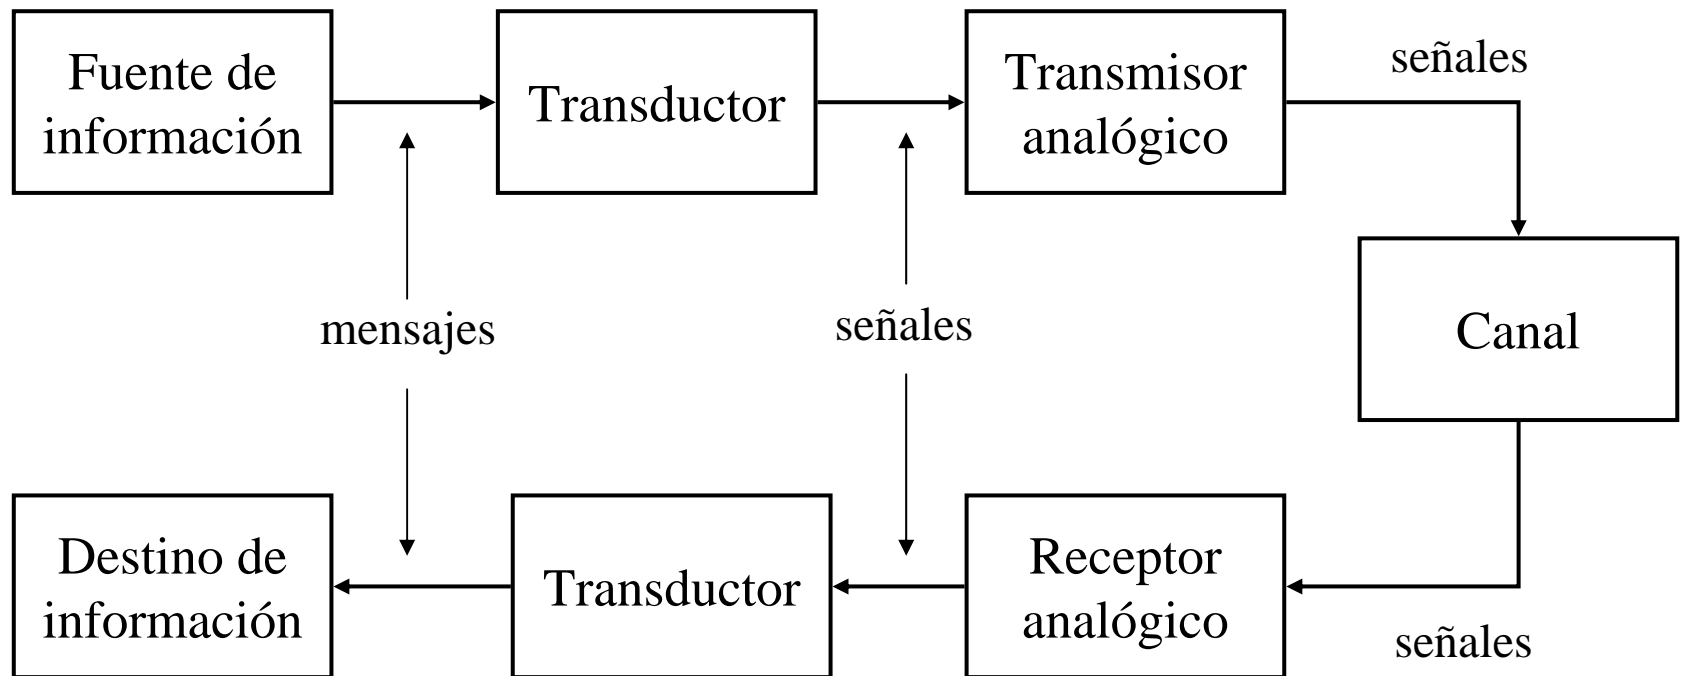 Fuente de
información
Transductor
Transmisor
analógico
señales
mensajes
señales
Canal
Destino de
información
Transductor
Receptor
analógico
señales